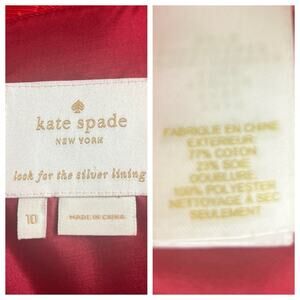 kate spade
NEW YORK
look for the silver lining
10
MADE IN CHINA
FABRIQUE EN CHINE
EXTERIEUR:
77% COTON
23% SOIE
DOUBLURE:
100% POLYESTER
NETTOYAGE A SEC
SEULEMENT